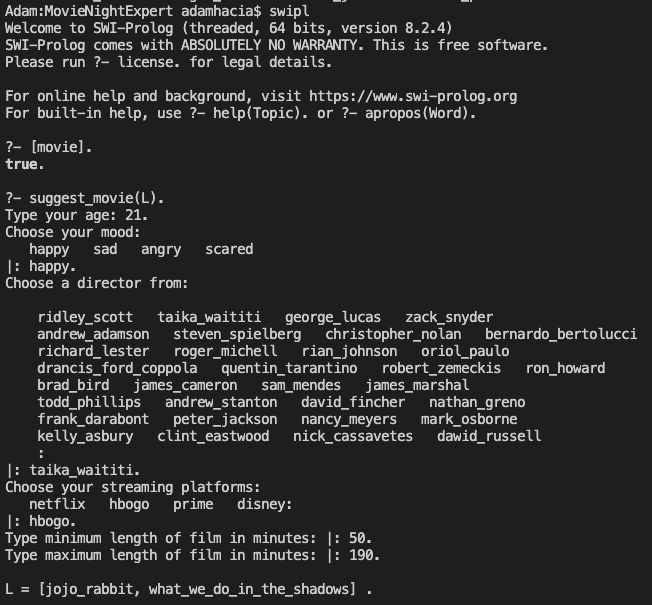 Adam:MovieNightExpert adamhacia$ swipl
Welcome to SWI-Prolog (threaded, 64 bits, version 8.2.4)
SWI-Prolog comes with ABSOLUTELY NO WARRANTY. This is free software.
Please run ?- license. for legal details.

For online help and background, visit https://www.swi-prolog.org
For built-in help, use ?- help(Topic). or ?- apropos(Word).

?- [movie].
true.

?- suggest_movie(L).
Type your age: 21.
Choose your mood:
   happy   sad   angry   scared
|: happy.
Choose a director from:

    ridley_scott   taika_waititi   george_lucas   zack_snyder
    andrew_adamson   steven_spielberg   christopher_nolan   bernardo_bertolucci
    richard_lester   roger_michell   rian_johnson   oriol_paulo
    drancis_ford_coppola   quentin_tarantino   robert_zemeckis   ron_howard
    brad_bird   james_cameron   sam_mendes   james_marshal
    todd_phillips   andrew_stanton   david_fincher   nathan_greno
    frank_darabont   peter_jackson   nancy_meyers   mark_osborne
    kelly_asbury   clint_eastwood   nick_cassavetes   dawid_russell
    :
|: taika_waititi.
Choose your streaming platforms:
   netflix   hbogo   prime   disney:
|: hbogo.
Type minimum length of film in minutes: |: 50.
Type maximum length of film in minutes: |: 190.

L = [jojo_rabbit, what_we_do_in_the_shadows] .